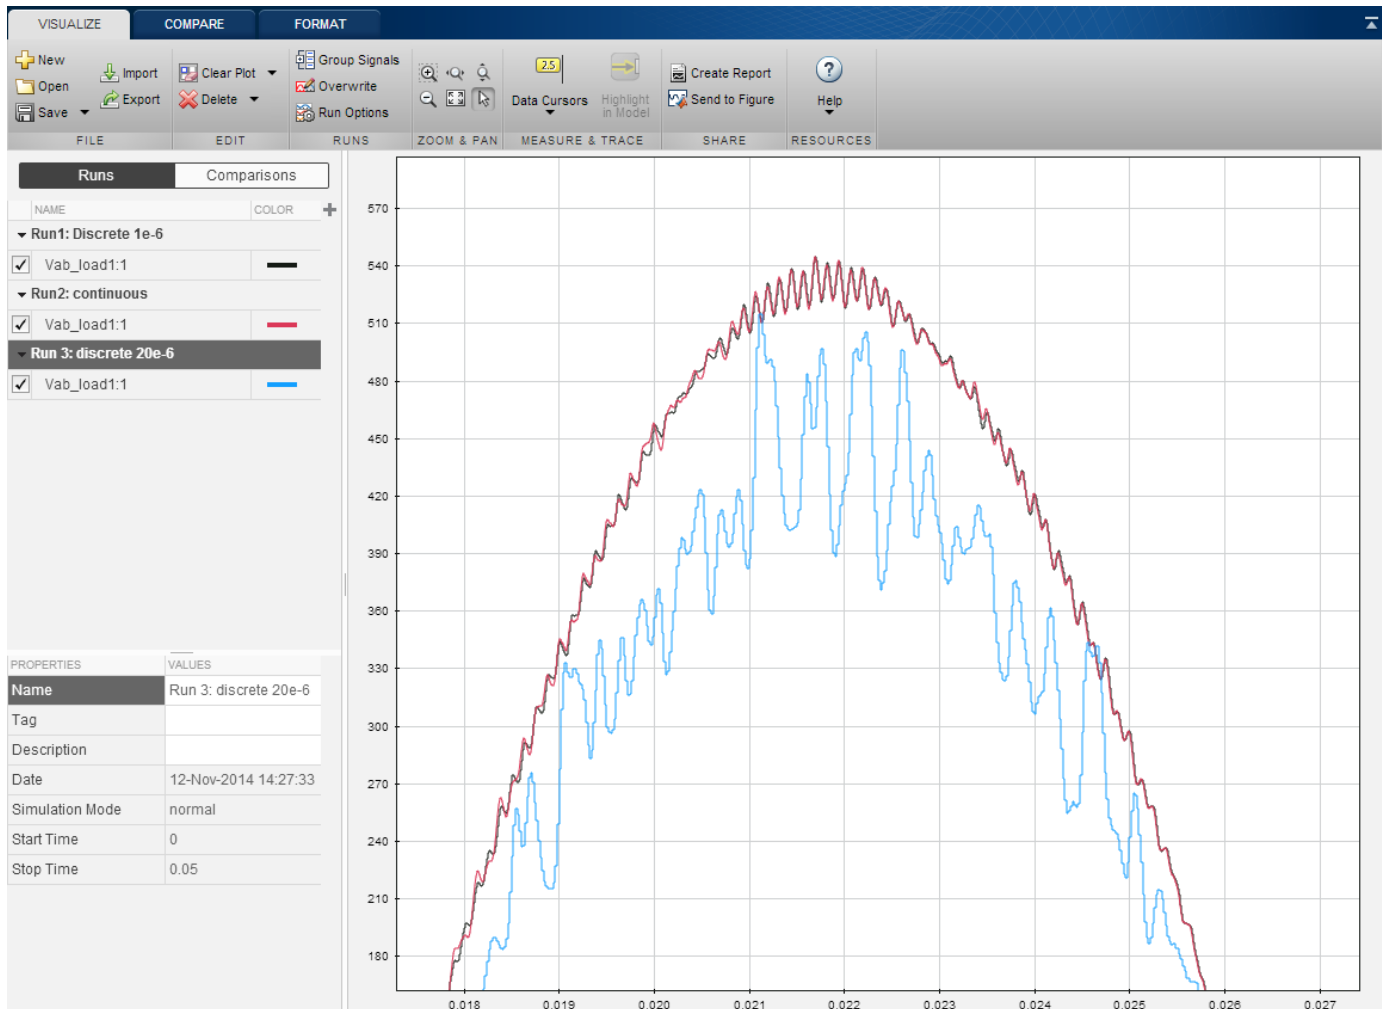 VISUALIZE COMPARE FORMAT
New
Open
Save
Import
Export
FILE
Clear Plot
Delete
EDIT
Group Signals
Overwrite
Run Options
RUNS
ZOOM & PAN
2.5
Data Cursors
Highlight
in Model
MEASURE & TRACE
Create Report
Send to Figure
SHARE
?
Help
RESOURCES
Runs Comparisons
NAME COLOR
Run1: Discrete 1e-6
Vab_load1:1
Run2: continuous
Vab_load1:1
Run 3: discrete 20e-6
Vab_load1:1
PROPERTIES VALUES
Name Run 3: discrete 20e-6
Tag
Description
Date 12-Nov-2014 14:27:33
Simulation Mode normal
Start Time 0
Stop Time 0.05
570
540
510
480
450
420
390
360
330
300
270
240
210
180
0.018 0.019 0.020 0.021 0.022 0.023 0.024 0.025 0.026 0.027